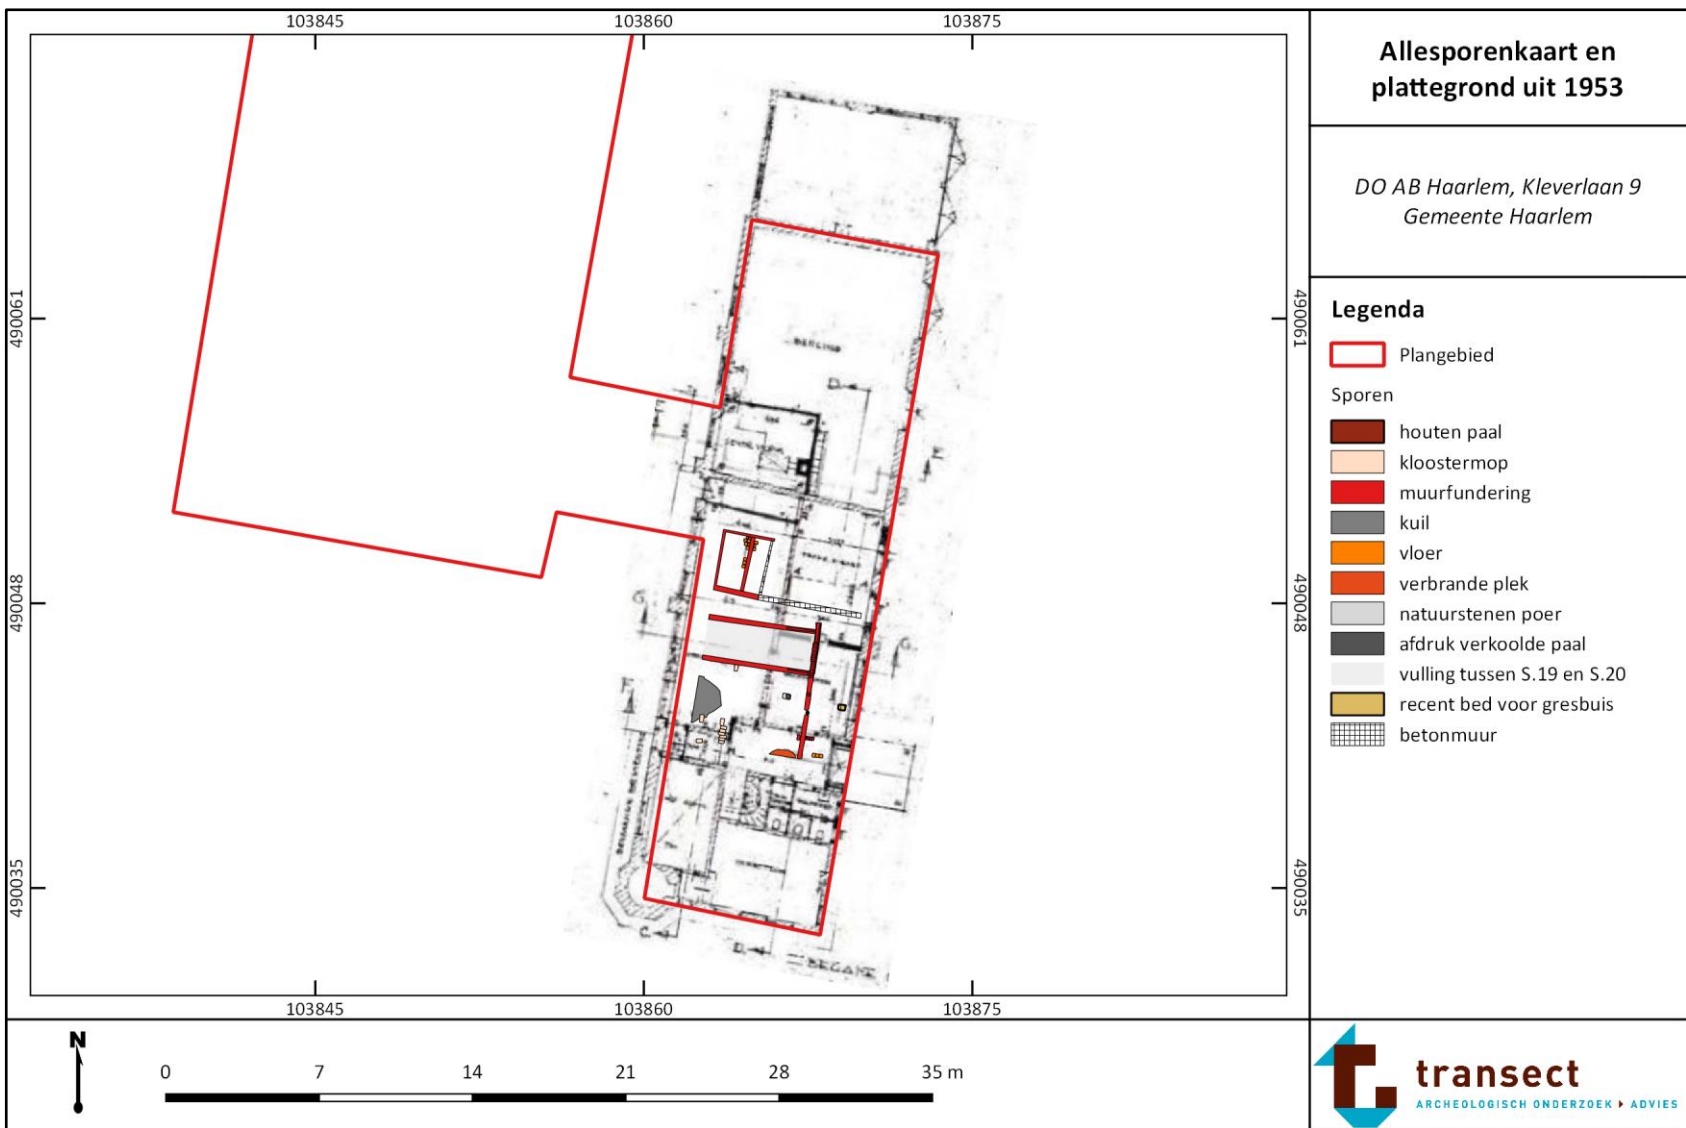 103845
103860
103875
490061
490048
490035
490061
490048
490035
BERGING
D.
F
G.
G.
F
C.
D.
BEGANE
103845
103860
103875
N
0
7
14
21
28
35 m
Allesporenkaart en
plattegrond uit 1953
DO AB Haarlem, Kleverlaan 9
Gemeente Haarlem
Legenda
Plangebied
Sporen
houten paal
kloostermop
muurfundering
kuil
vloer
verbrande plek
natuurstenen poer
afdruk verkoolde paal
vulling tussen S.19 en S.20
recent bed voor gresbuis
betonmuur
transect
ARCHEOLOGISCH ONDERZOEK ADVIES